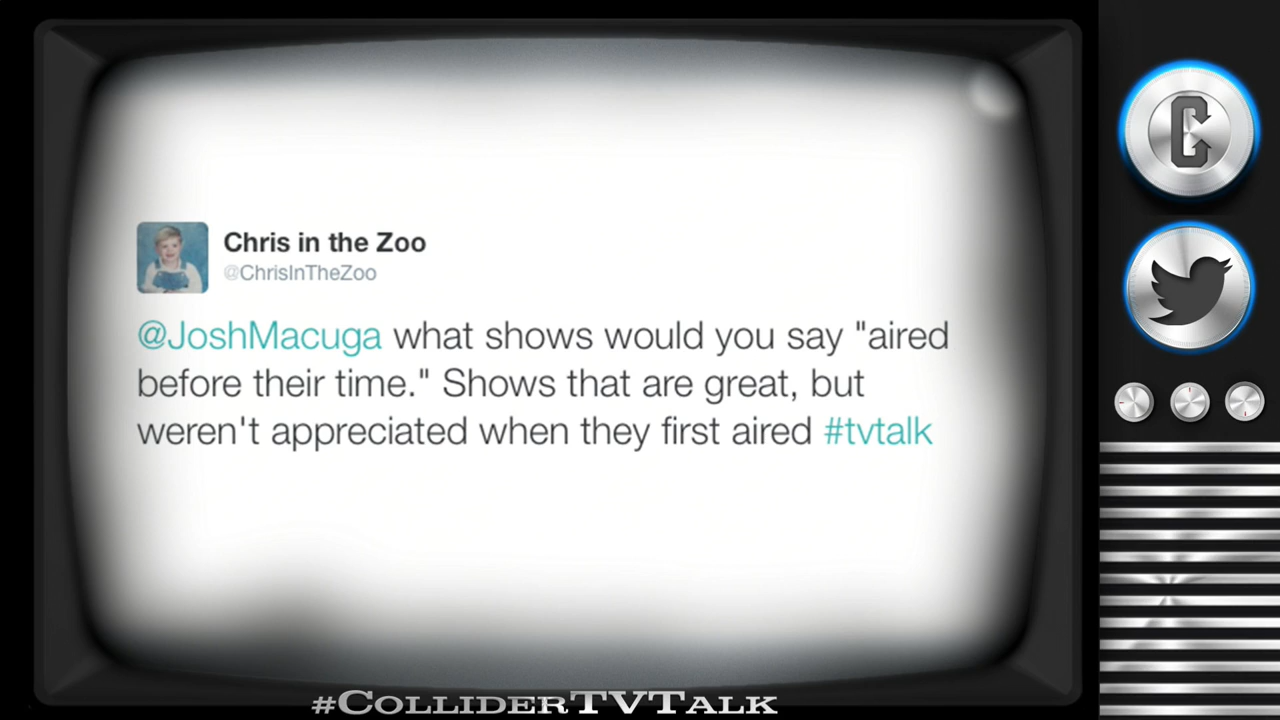 Chris in the Zoo
@ChrisInTheZoo
@JoshMacuga what shows would you say "aired
before their time." Shows that are great, but
weren't appreciated when they first aired #tvtalk
#ColliderTVTalk